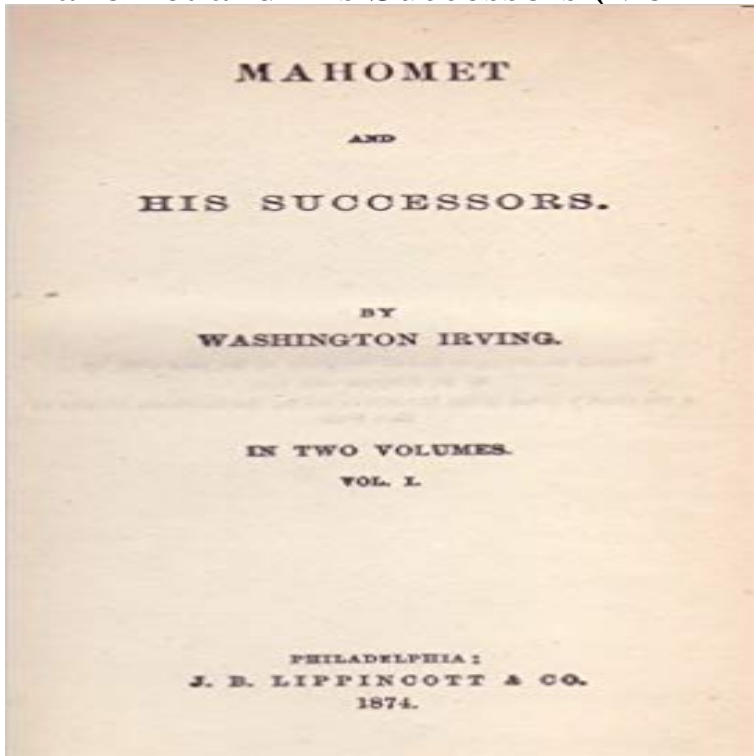 MAHOMET
AND
HIS SUCCESSORS.
BY
WASHINGTON IRVING.
IN TWO VOLUMES.
VOL. I.
PHILADELPHIA:
J. B. LIPPINCOTT & CO.
1874.